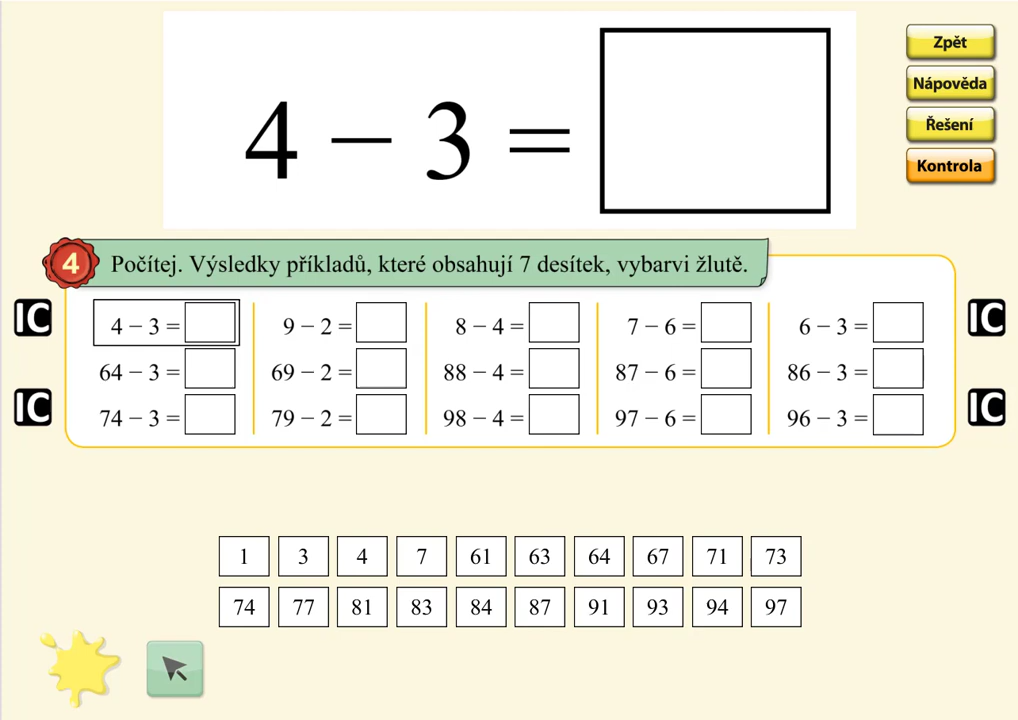 4 − 3 =
Zpět
Nápověda
Řešení
Kontrola
4 Počítej. Výsledky příkladů, které obsahují 7 desítek, vybarvi žlutě.
IC 4 − 3 = 9 − 2 = 8 − 4 = 7 − 6 = 6 − 3 = IC
64 − 3 = 69 − 2 = 88 − 4 = 87 − 6 = 86 − 3 =
IC 74 − 3 = 79 − 2 = 98 − 4 = 97 − 6 = 96 − 3 = IC
1 3 4 7 61 63 64 67 71 73
74 77 81 83 84 87 91 93 94 97